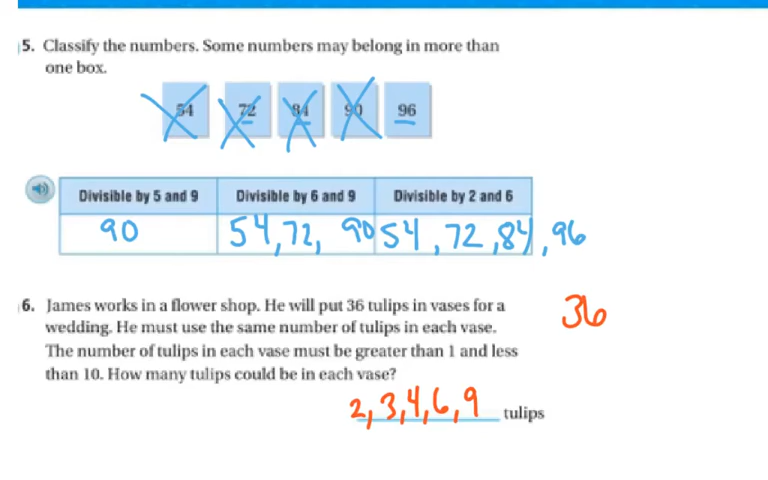 5. Classify the numbers. Some numbers may belong in more than
one box.
54 72 84 90 96
Divisible by 5 and 9 Divisible by 6 and 9 Divisible by 2 and 6
90 54, 72, 90 54, 72, 84, 96
6. James works in a flower shop. He will put 36 tulips in vases for a
wedding. He must use the same number of tulips in each vase.
The number of tulips in each vase must be greater than 1 and less
than 10. How many tulips could be in each vase?
36
2, 3, 4, 6, 9 tulips